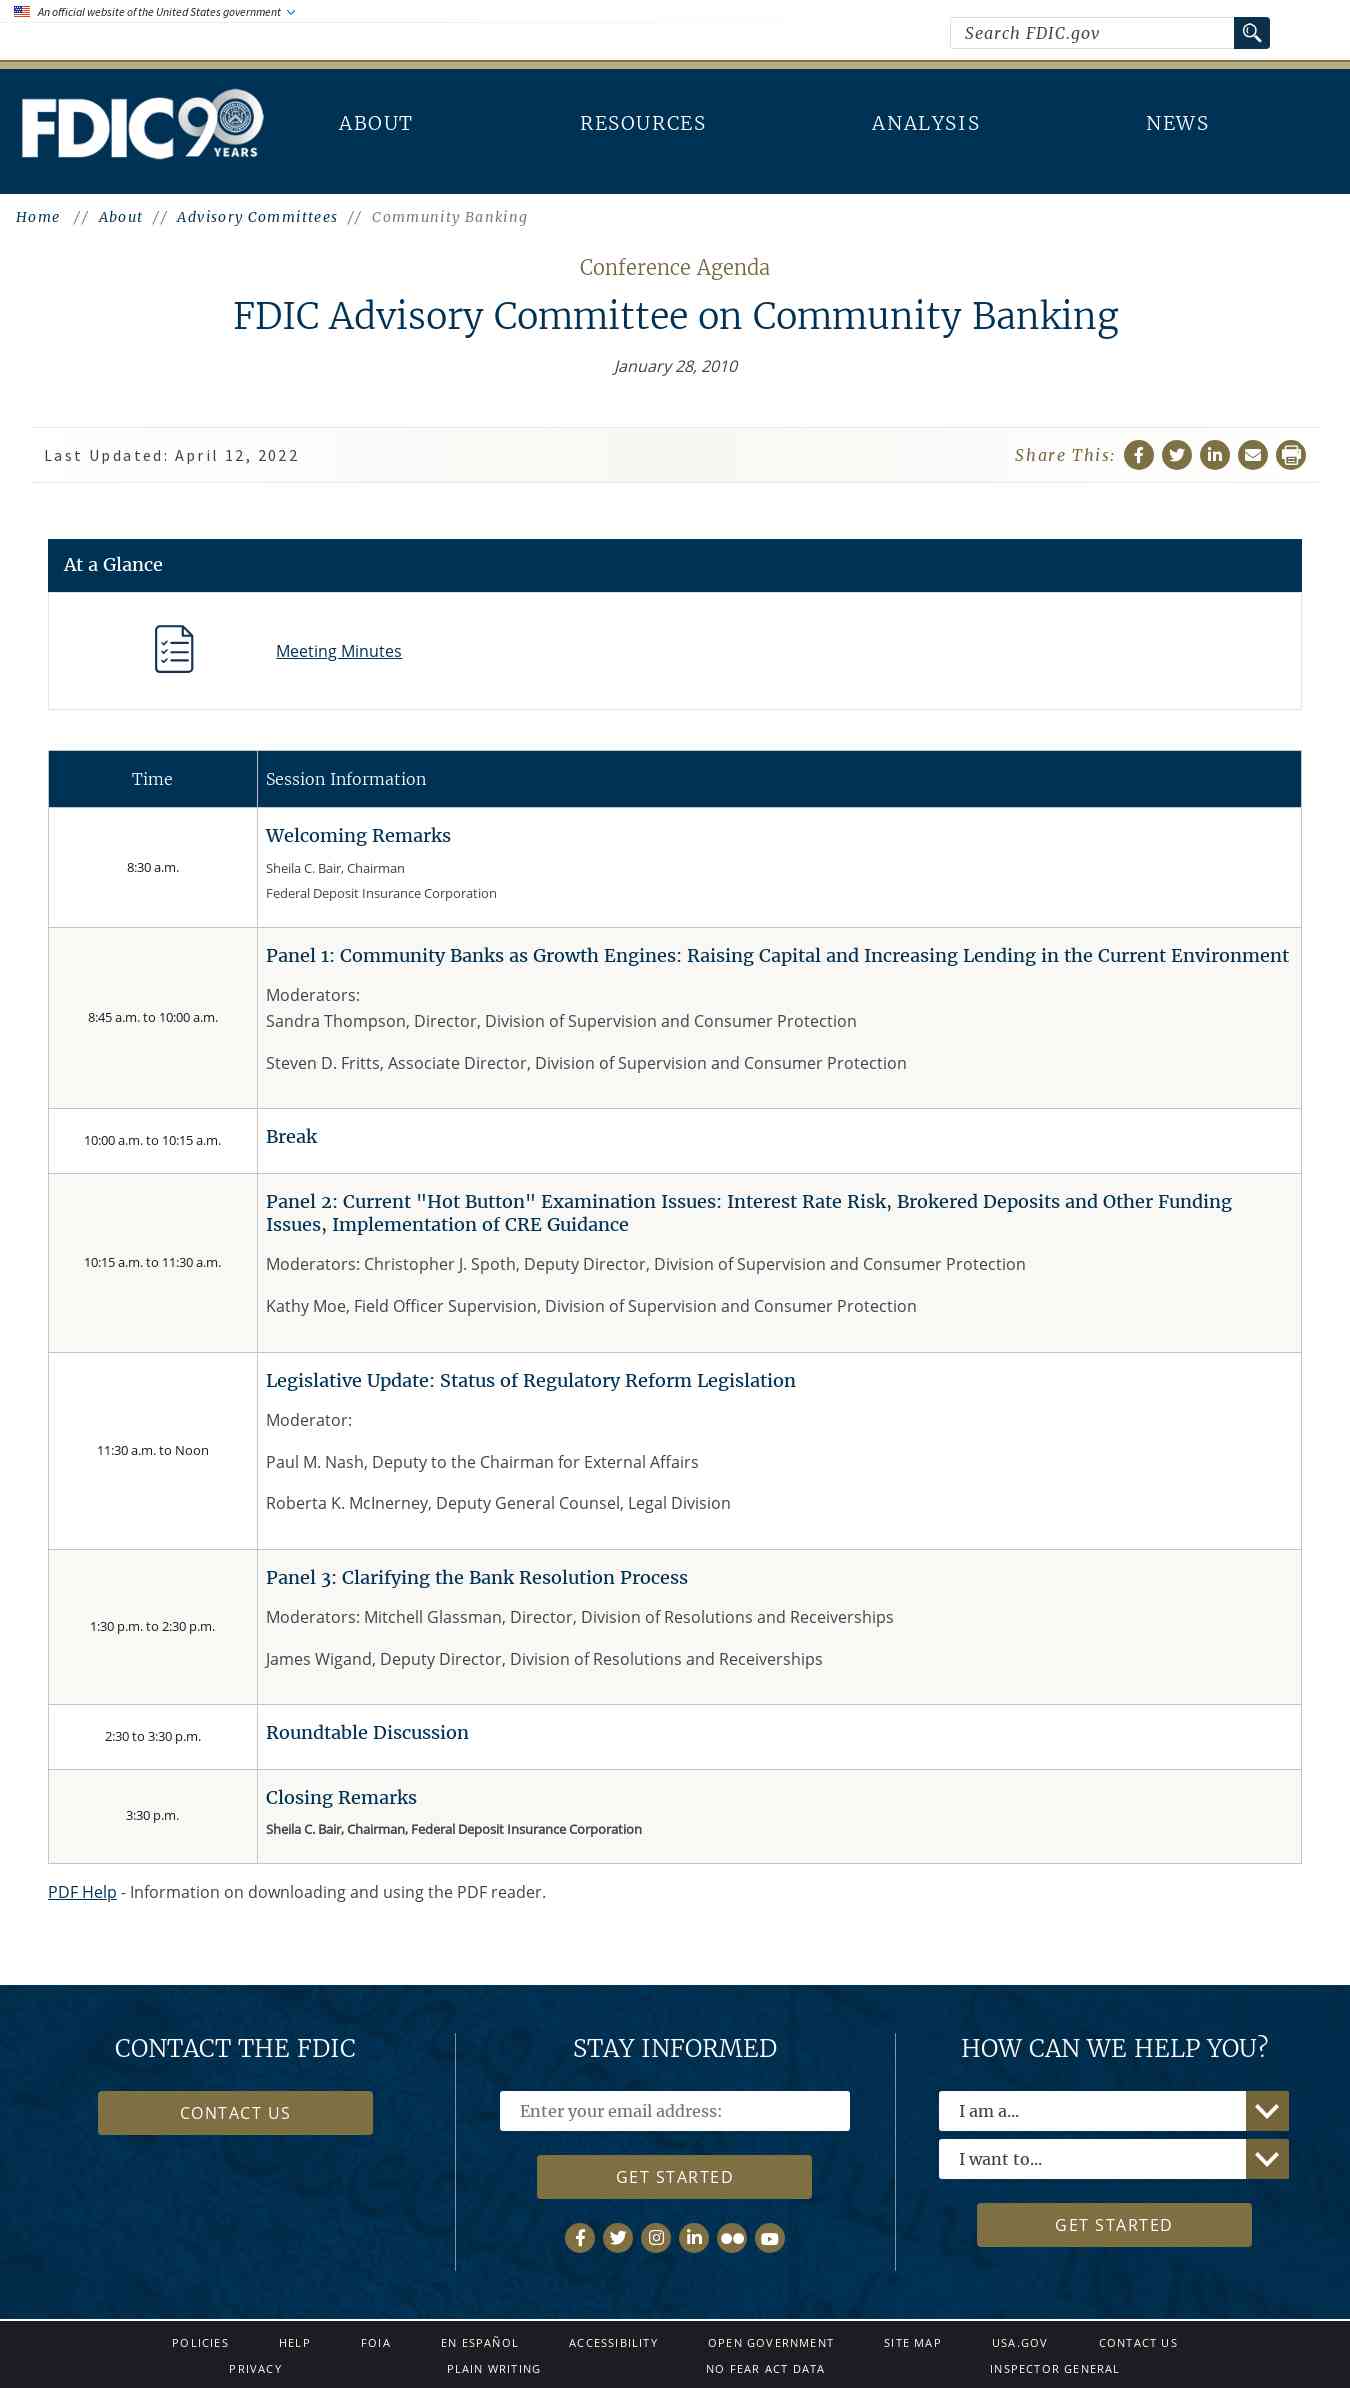 An official website of the United States government
Search FDIC.gov
FDIC 90 YEARS
ABOUT RESOURCES ANALYSIS NEWS
Home // About // Advisory Committees // Community Banking
Conference Agenda
FDIC Advisory Committee on Community Banking
January 28, 2010
Last Updated: April 12, 2022 Share This:
At a Glance
Meeting Minutes
Time Session Information
Welcoming Remarks
8:30 a.m. Sheila C. Bair, Chairman
Federal Deposit Insurance Corporation
Panel 1: Community Banks as Growth Engines: Raising Capital and Increasing Lending in the Current Environment
Moderators:
8:45 a.m. to 10:00 a.m. Sandra Thompson, Director, Division of Supervision and Consumer Protection
Steven D. Fritts, Associate Director, Division of Supervision and Consumer Protection
10:00 a.m. to 10:15 a.m. Break
Panel 2: Current "Hot Button" Examination Issues: Interest Rate Risk, Brokered Deposits and Other Funding
Issues, Implementation of CRE Guidance
10:15 a.m. to 11:30 a.m. Moderators: Christopher J. Spoth, Deputy Director, Division of Supervision and Consumer Protection
Kathy Moe, Field Officer Supervision, Division of Supervision and Consumer Protection
Legislative Update: Status of Regulatory Reform Legislation
Moderator:
11:30 a.m. to Noon Paul M. Nash, Deputy to the Chairman for External Affairs
Roberta K. McInerney, Deputy General Counsel, Legal Division
Panel 3: Clarifying the Bank Resolution Process
1:30 p.m. to 2:30 p.m. Moderators: Mitchell Glassman, Director, Division of Resolutions and Receiverships
James Wigand, Deputy Director, Division of Resolutions and Receiverships
2:30 to 3:30 p.m. Roundtable Discussion
Closing Remarks
3:30 p.m. Sheila C. Bair, Chairman, Federal Deposit Insurance Corporation
PDF Help - Information on downloading and using the PDF reader.
CONTACT THE FDIC
CONTACT US
STAY INFORMED
Enter your email address:
GET STARTED
HOW CAN WE HELP YOU?
I am a...
I want to...
GET STARTED
POLICIES HELP FOIA EN ESPAÑOL ACCESSIBILITY OPEN GOVERNMENT SITE MAP USA.GOV CONTACT US
PRIVACY PLAIN WRITING NO FEAR ACT DATA INSPECTOR GENERAL